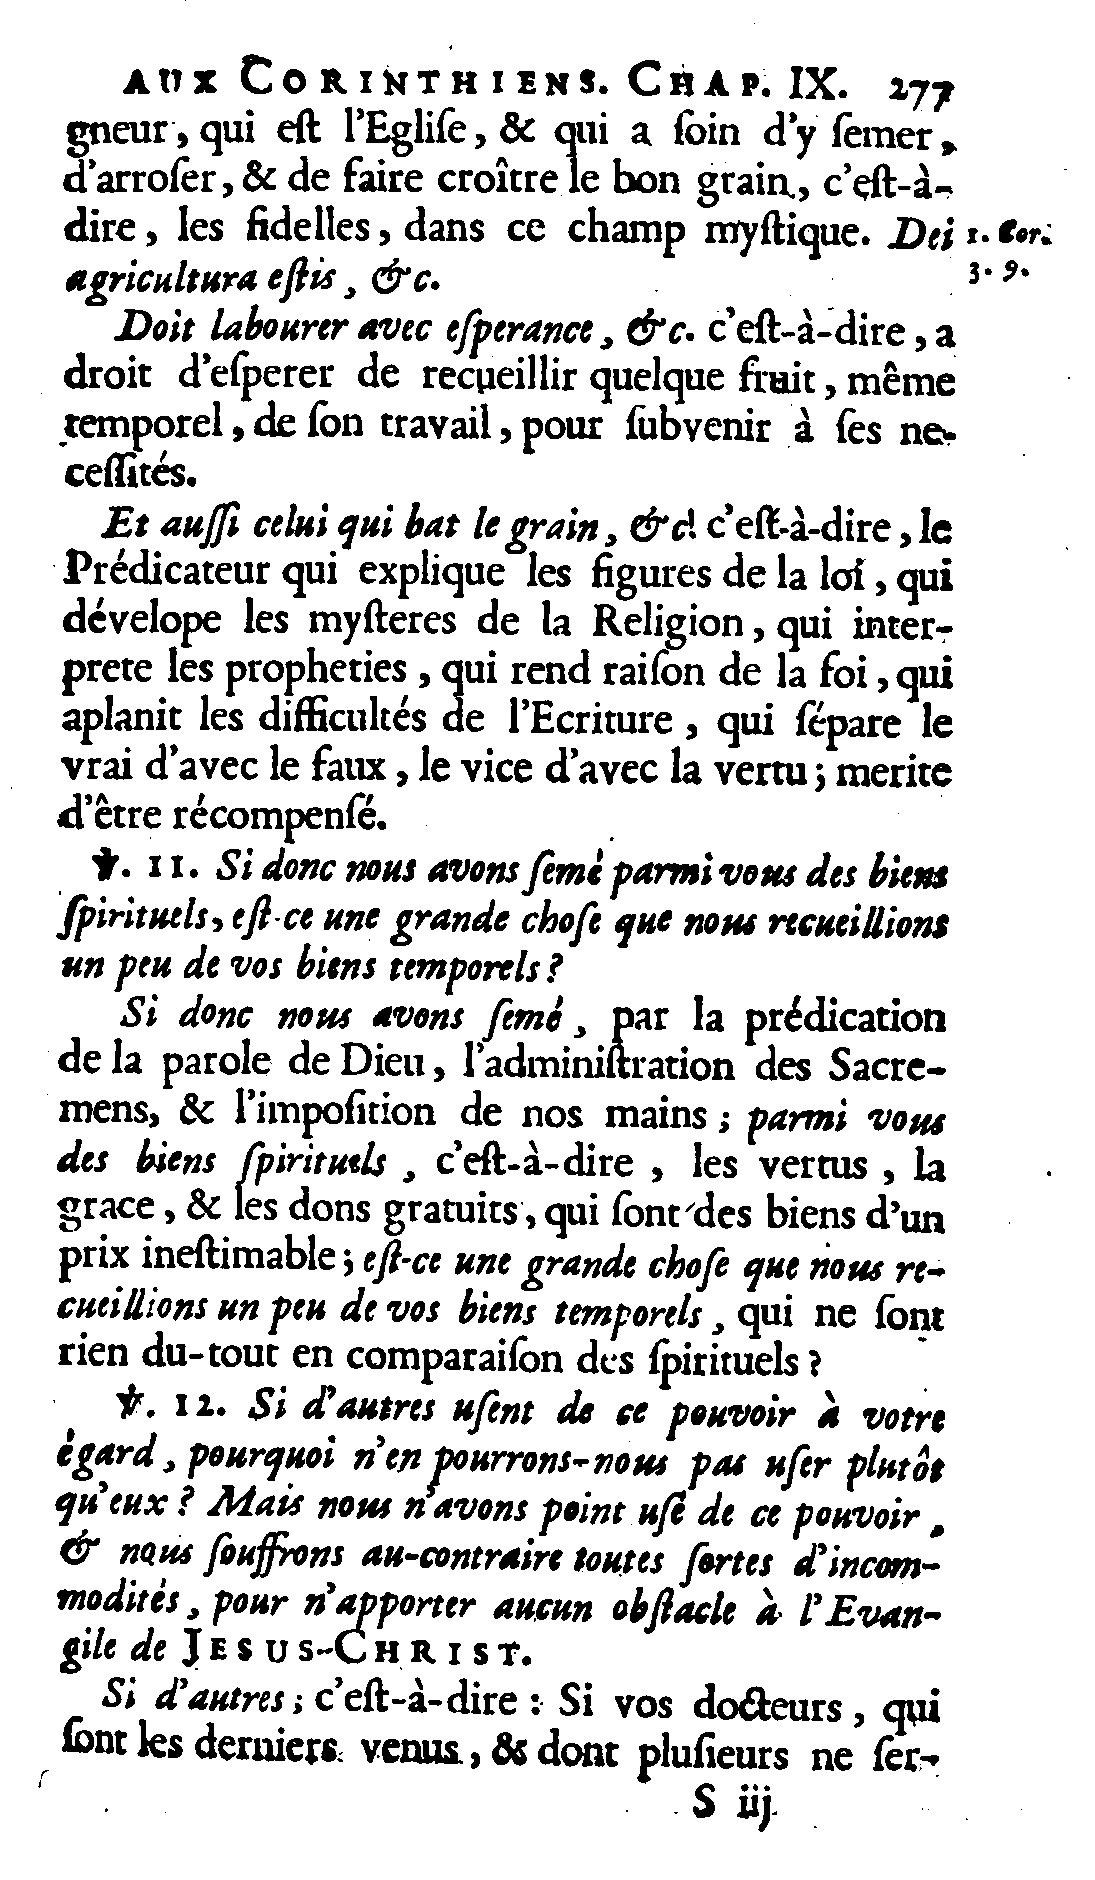 AUX CORINTHIENS. CHAP. IX. 277
gneur, qui eſt l'Egliſe, & qui a ſoin d'y ſemer,
d'arroſer, & de faire croître le bon grain, c'eſt-à-
dire, les fidelles, dans ce champ myſtique. Dei
1. Cor.
3. 9.
agricultura eſtis, &c.
Doit labourer avec eſperance, &c. c'eſt-à-dire, a
droit d'eſperer de recueillir quelque fruit, même
temporel, de ſon travail, pour ſubvenir à ſes ne-
ceſſités.
Et auſſi celui qui bat le grain, &c. c'eſt-à-dire, le
Prédicateur qui explique les figures de la loi, qui
dévelope les myſteres de la Religion, qui inter-
prete les propheties, qui rend raiſon de la foi, qui
aplanit les difficultés de l'Ecriture, qui ſépare le
vrai d'avec le faux, le vice d'avec la vertu; merite
d'être récompenſé.
℣. 11. Si donc nous avons ſemé parmi vous des biens
ſpirituels, eſt-ce une grande choſe que nous recueillions
un peu de vos biens temporels?
Si donc nous avons ſemé, par la prédication
de la parole de Dieu, l'adminiſtration des Sacre-
mens, & l'impoſition de nos mains; parmi vous
des biens ſpirituels, c'eſt-à-dire, les vertus, la
grace, & les dons gratuits, qui ſont des biens d'un
prix ineſtimable; eſt-ce une grande choſe que nous re-
cueillions un peu de vos biens temporels, qui ne ſont
rien du-tout en comparaiſon des ſpirituels?
℣. 12. Si d'autres uſent de ce pouvoir à votre
égard, pourquoi n'en pourrons-nous pas uſer plutôt
qu'eux? Mais nous n'avons point uſé de ce pouvoir,
& nous ſouffrons au-contraire toutes ſortes d'incom-
modités, pour n'apporter aucun obſtacle à l'Evan-
gile de JESUS-CHRIST.
Si d'autres; c'eſt-à-dire: Si vos docteurs, qui
ſont les derniers venus, & dont pluſieurs ne ſer-
S iij